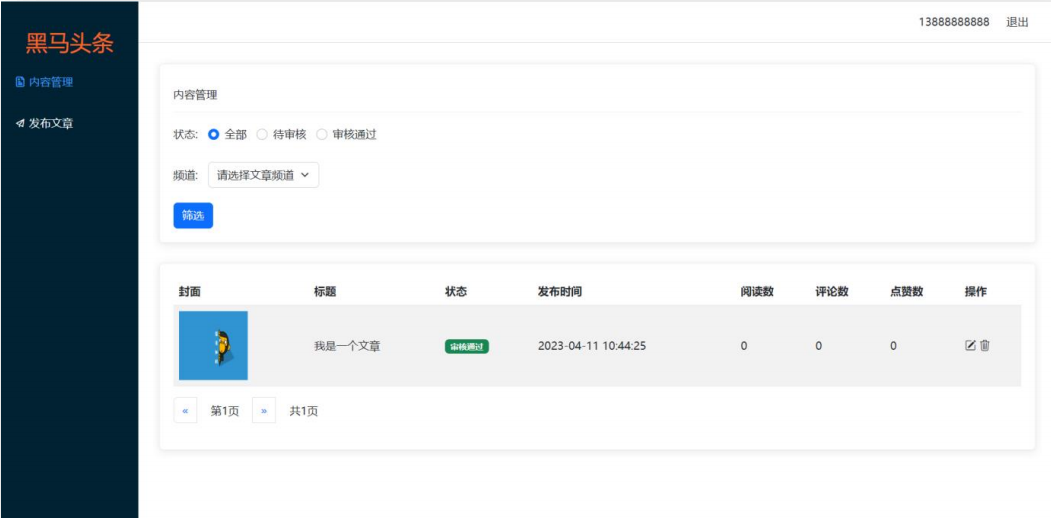 13888888888 退出
黑马头条
内容管理
发布文章
内容管理
状态: 全部 待审核 审核通过
频道: 请选择文章频道
筛选
封面 标题 状态 发布时间 阅读数 评论数 点赞数 操作
我是一个文章 审核通过 2023-04-11 10:44:25 0 0 0
« 第1页 » 共1页